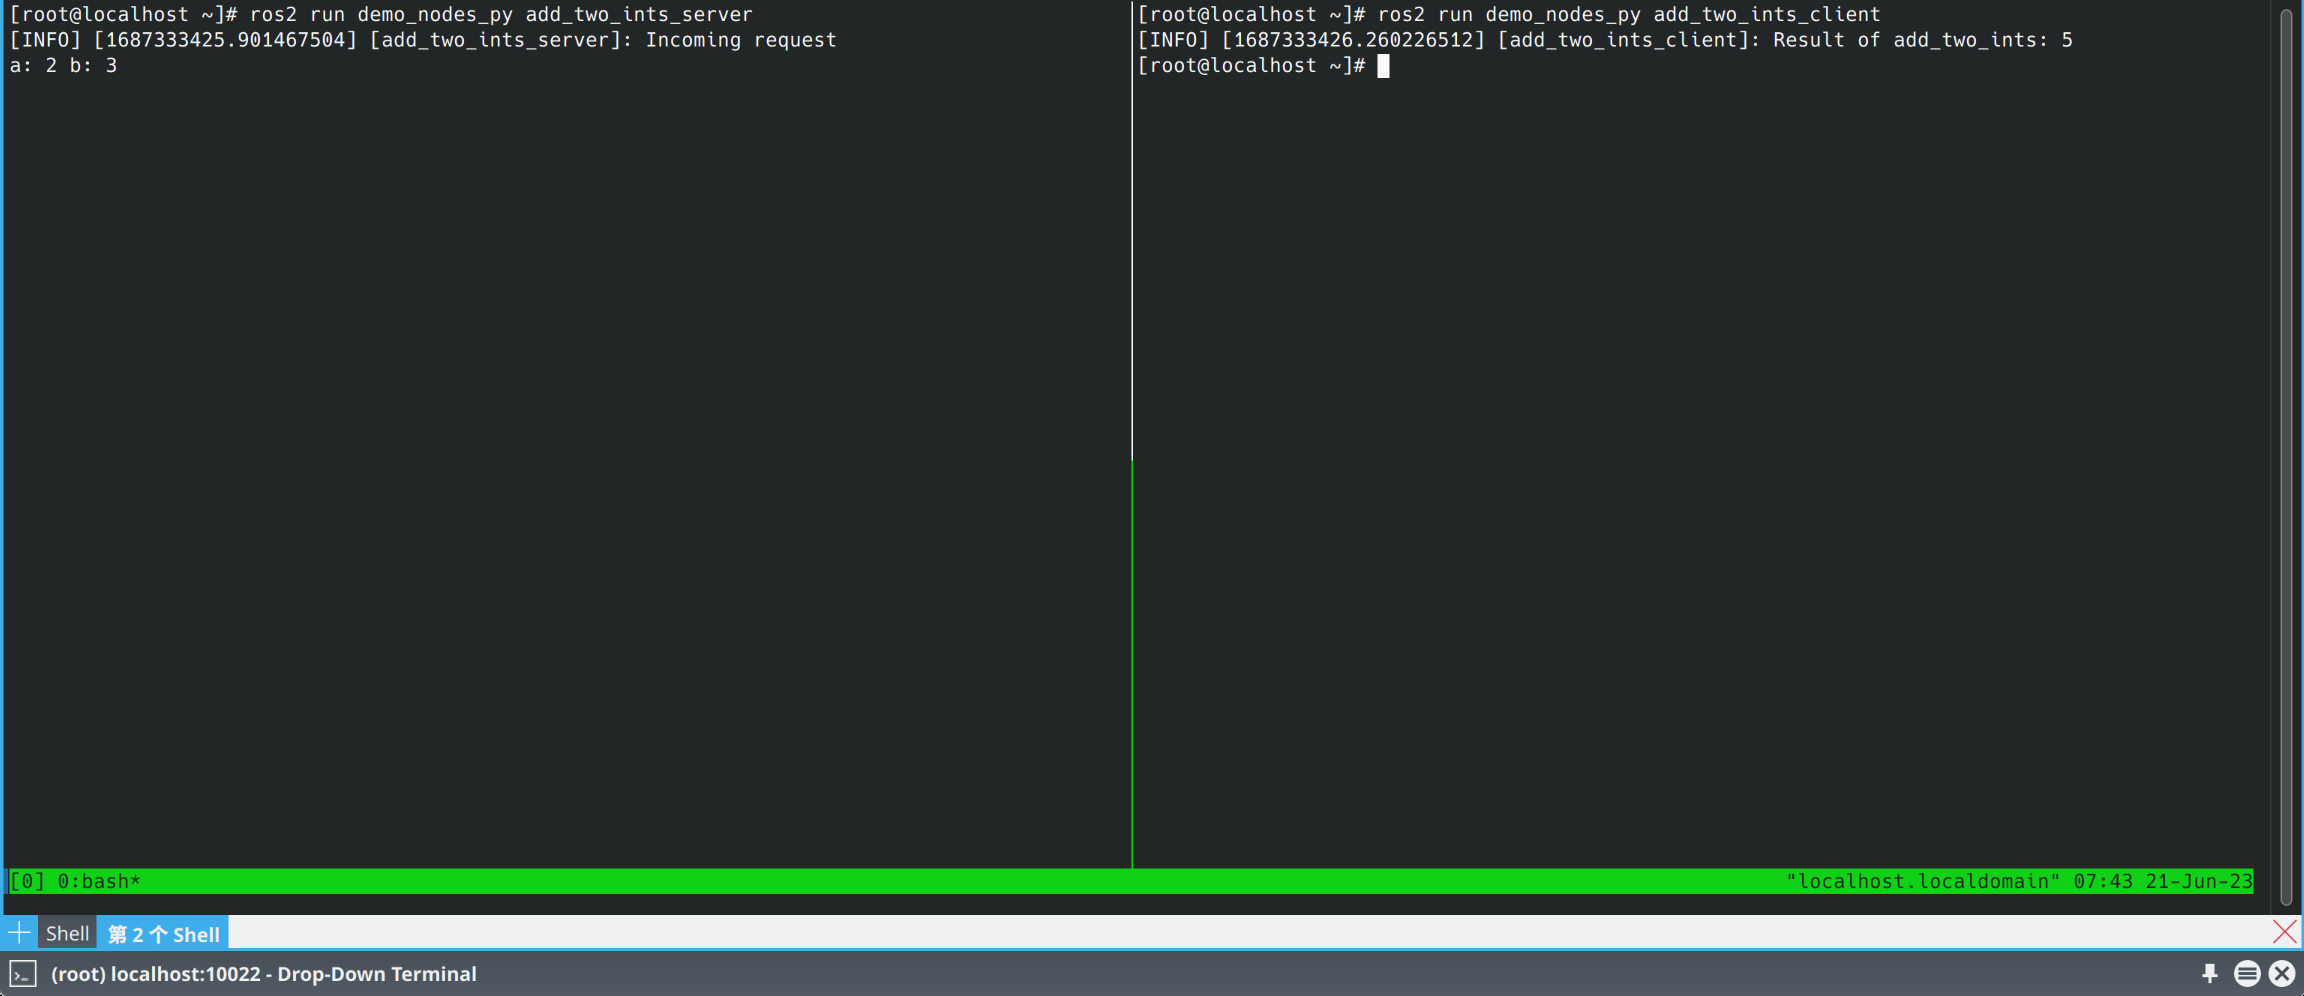 [root@localhost ~]# ros2 run demo_nodes_py add_two_ints_server
[INFO] [1687333425.901467504] [add_two_ints_server]: Incoming request
a: 2 b: 3
[root@localhost ~]# ros2 run demo_nodes_py add_two_ints_client
[INFO] [1687333426.260226512] [add_two_ints_client]: Result of add_two_ints: 5
[root@localhost ~]#
[0] 0:bash* "localhost.localdomain" 07:43 21-Jun-23
Shell 第 2 个 Shell
(root) localhost:10022 - Drop-Down Terminal